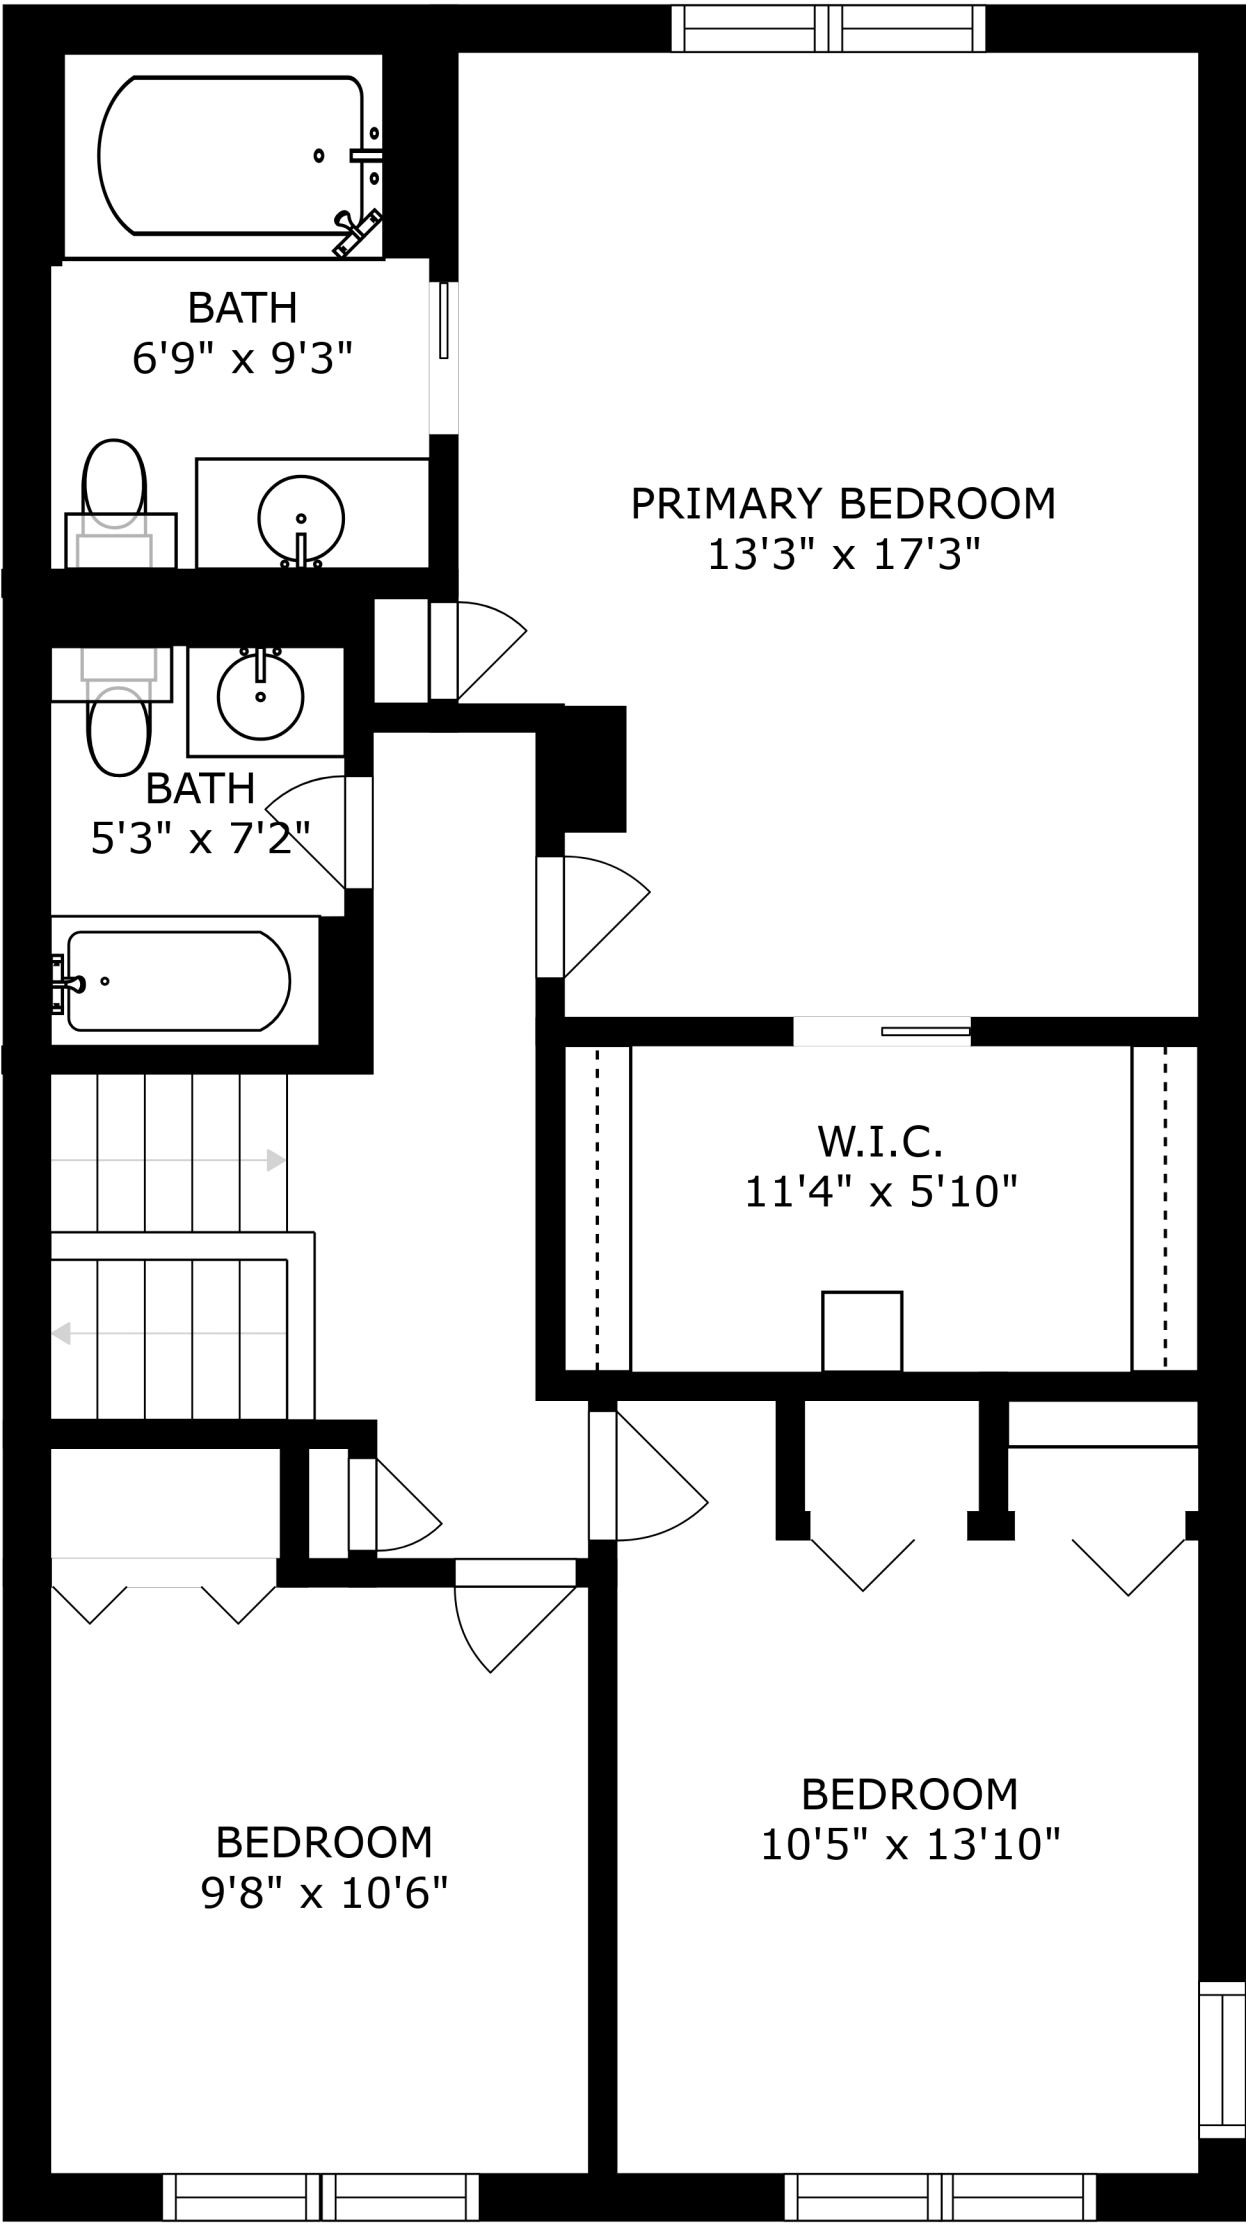 BATH
6'9" x 9'3"
PRIMARY BEDROOM
13'3" x 17'3"
BATH
5'3" x 7'2"
W.I.C.
11'4" x 5'10"
BEDROOM
10'5" x 13'10"
BEDROOM
9'8" x 10'6"